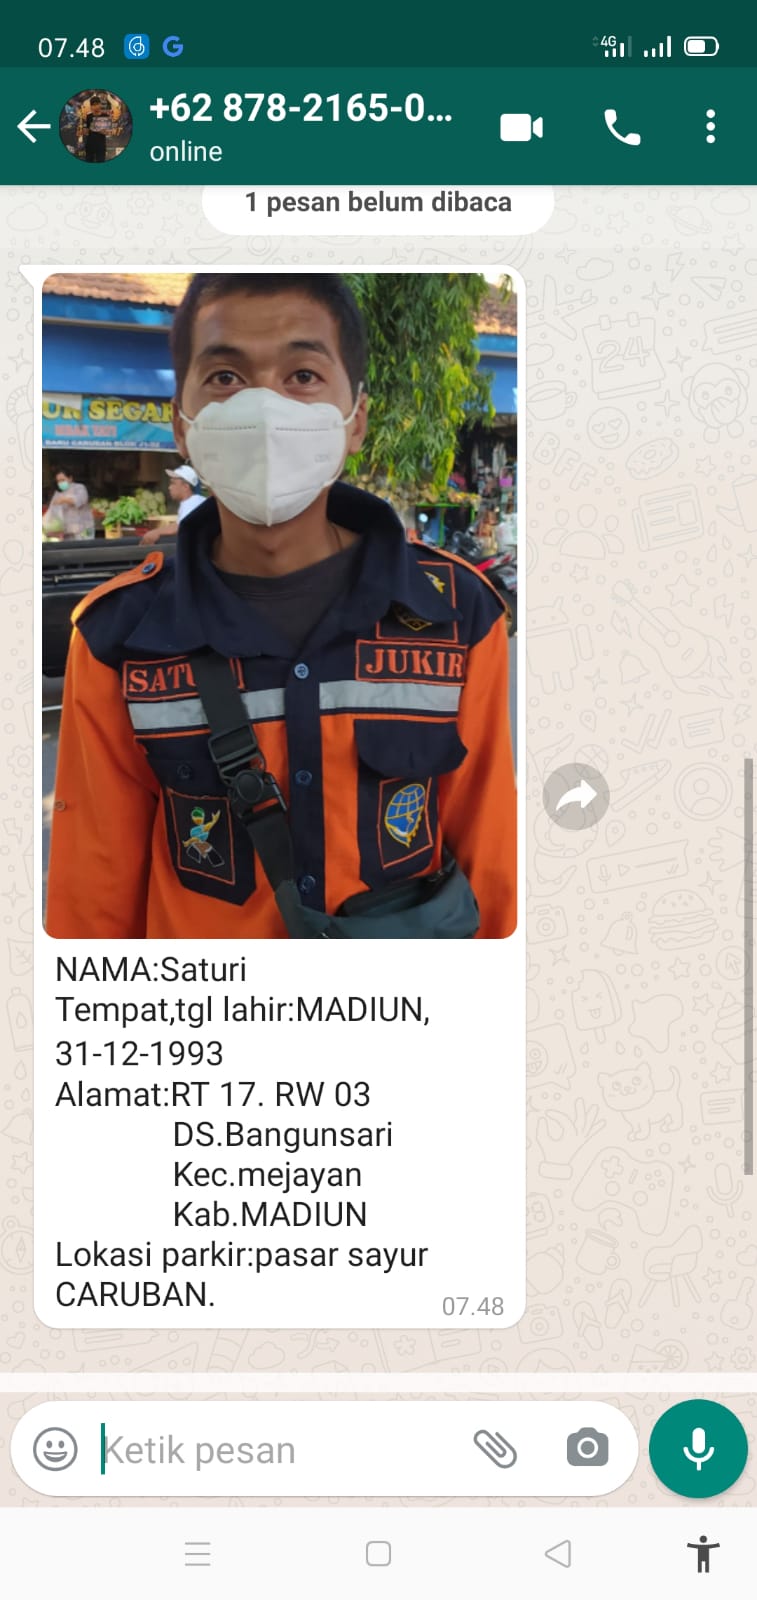 07.48
4G
+62 878-2165-0...
online
1 pesan belum dibaca
UR SEGAR
JUKIR
NAMA:Saturi
Tempat,tgl lahir:MADIUN,
31-12-1993
Alamat:RT 17. RW 03
DS.Bangunsari
Kec.mejayan
Kab.MADIUN
Lokasi parkir:pasar sayur
CARUBAN.
07.48
Ketik pesan